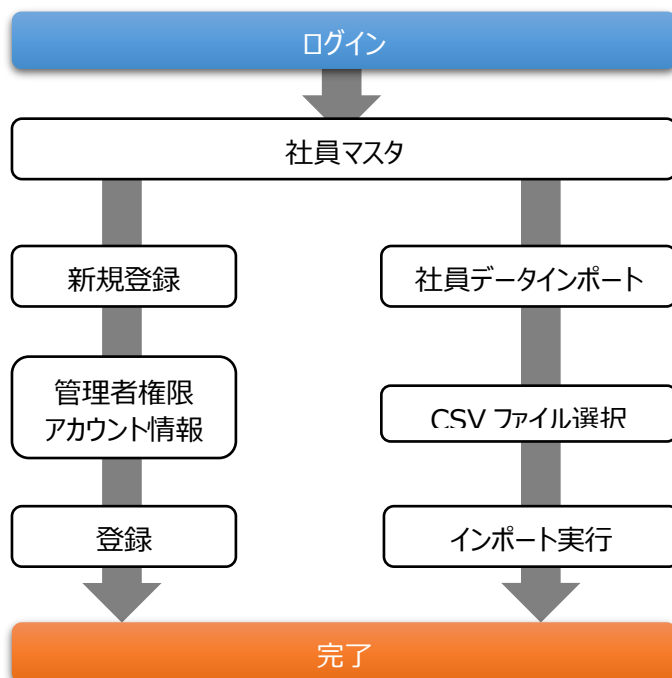 ログイン
社員マスタ
新規登録
管理者権限
アカウント情報
登録
社員データインポート
CSV ファイル選択
インポート実行
完了